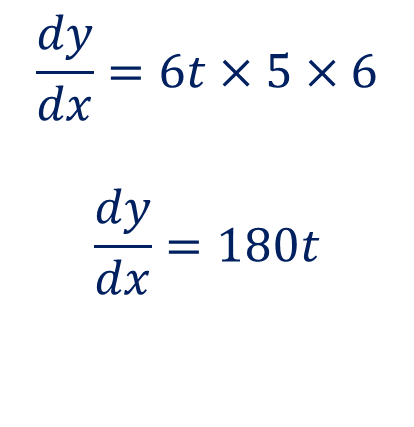 dy/dx = 6t × 5 × 6
dy/dx = 180t